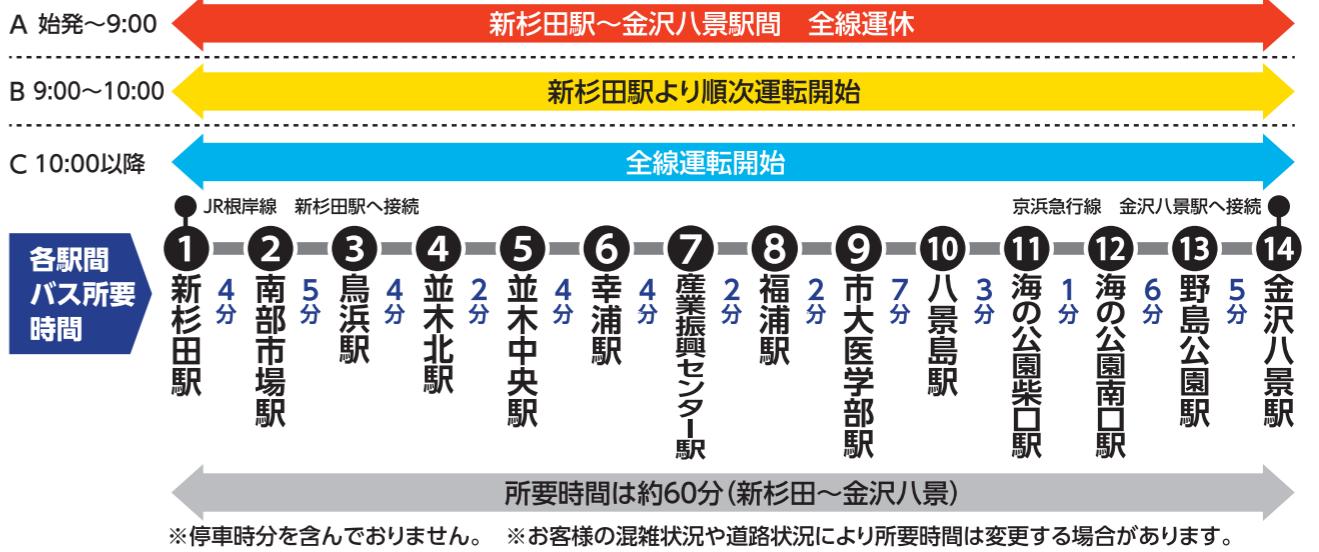 A 始発～9:00
新杉田駅～金沢八景駅間　全線運休
B 9:00～10:00
新杉田駅より順次運転開始
C 10:00以降
全線運転開始
JR根岸線　新杉田駅へ接続
京浜急行線　金沢八景駅へ接続
各駅間
バス所要
時間
1
新杉田駅
4分
2
南部市場駅
5分
3
鳥浜駅
4分
4
並木北駅
2分
5
並木中央駅
4分
6
幸浦駅
4分
7
産業振興センター駅
2分
8
福浦駅
2分
9
市大医学部駅
7分
10
八景島駅
3分
11
海の公園柴口駅
1分
12
海の公園南口駅
6分
13
野島公園駅
5分
14
金沢八景駅
所要時間は約60分（新杉田～金沢八景）
※停車時分を含んでおりません。　※お客様の混雑状況や道路状況により所要時間は変更する場合があります。